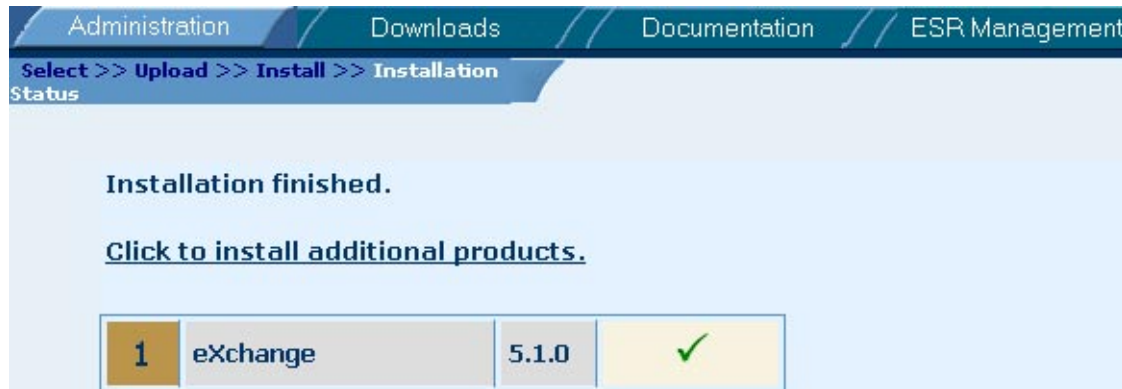 Administration Downloads Documentation ESR Management
Select >> Upload >> Install >> Installation
Status
Installation finished.
Click to install additional products.
1 eXchange 5.1.0 ✓